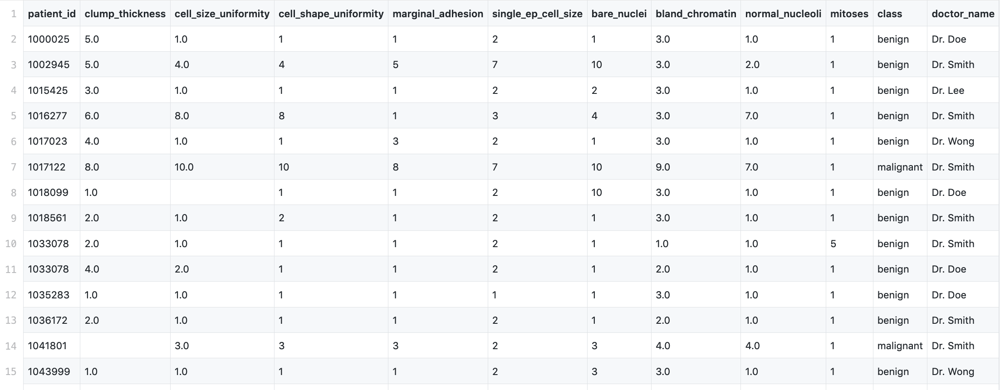 1 patient_id clump_thickness cell_size_uniformity cell_shape_uniformity marginal_adhesion single_ep_cell_size bare_nuclei bland_chromatin normal_nucleoli mitoses class doctor_name
2 1000025 5.0 1.0 1 1 2 1 3.0 1.0 1 benign Dr. Doe
3 1002945 5.0 4.0 4 5 7 10 3.0 2.0 1 benign Dr. Smith
4 1015425 3.0 1.0 1 1 2 2 3.0 1.0 1 benign Dr. Lee
5 1016277 6.0 8.0 8 1 3 4 3.0 7.0 1 benign Dr. Smith
6 1017023 4.0 1.0 1 3 2 1 3.0 1.0 1 benign Dr. Wong
7 1017122 8.0 10.0 10 8 7 10 9.0 7.0 1 malignant Dr. Smith
8 1018099 1.0 1 1 2 10 3.0 1.0 1 benign Dr. Doe
9 1018561 2.0 1.0 2 1 2 1 3.0 1.0 1 benign Dr. Smith
10 1033078 2.0 1.0 1 1 2 1 1.0 1.0 5 benign Dr. Smith
11 1033078 4.0 2.0 1 1 2 1 2.0 1.0 1 benign Dr. Doe
12 1035283 1.0 1.0 1 1 1 1 3.0 1.0 1 benign Dr. Doe
13 1036172 2.0 1.0 1 1 2 1 2.0 1.0 1 benign Dr. Smith
14 1041801 3.0 3 3 2 3 4.0 4.0 1 malignant Dr. Smith
15 1043999 1.0 1.0 1 1 2 3 3.0 1.0 1 benign Dr. Wong